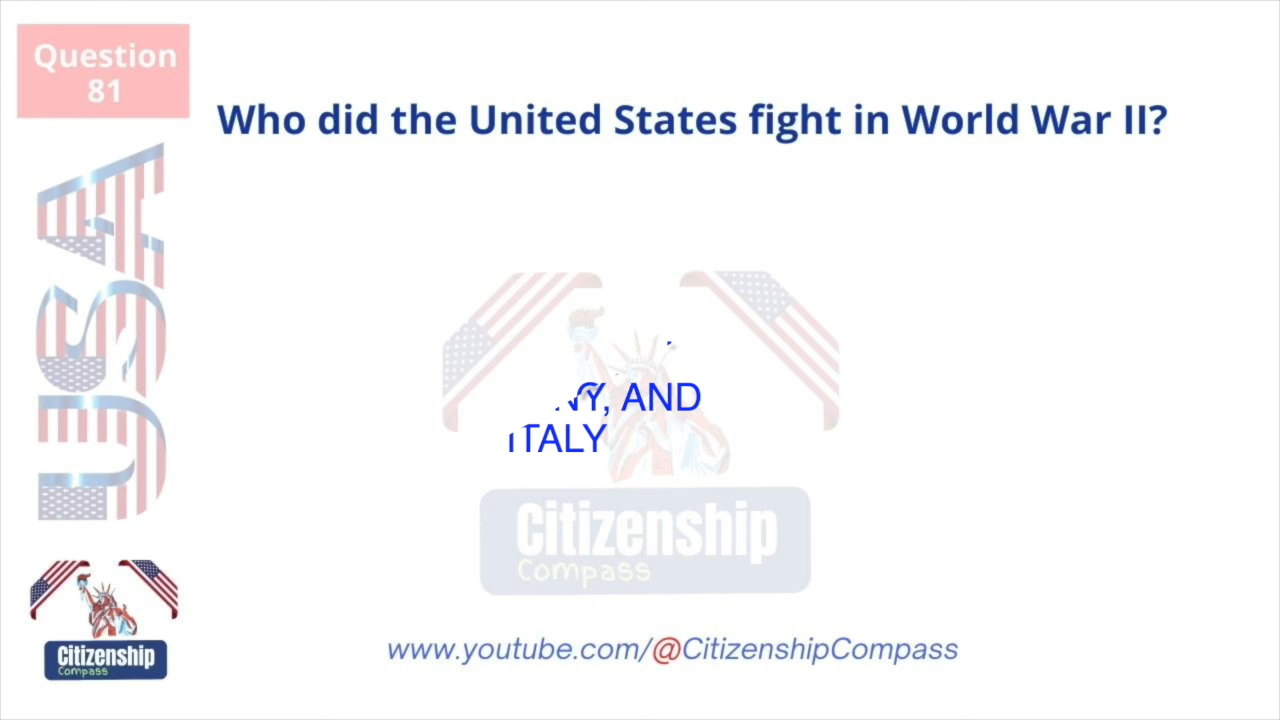 Question
81
Who did the United States fight in World War II?
AND
ITALY
Citizenship
Compass
Citizenship
Compass
www.youtube.com/@CitizenshipCompass